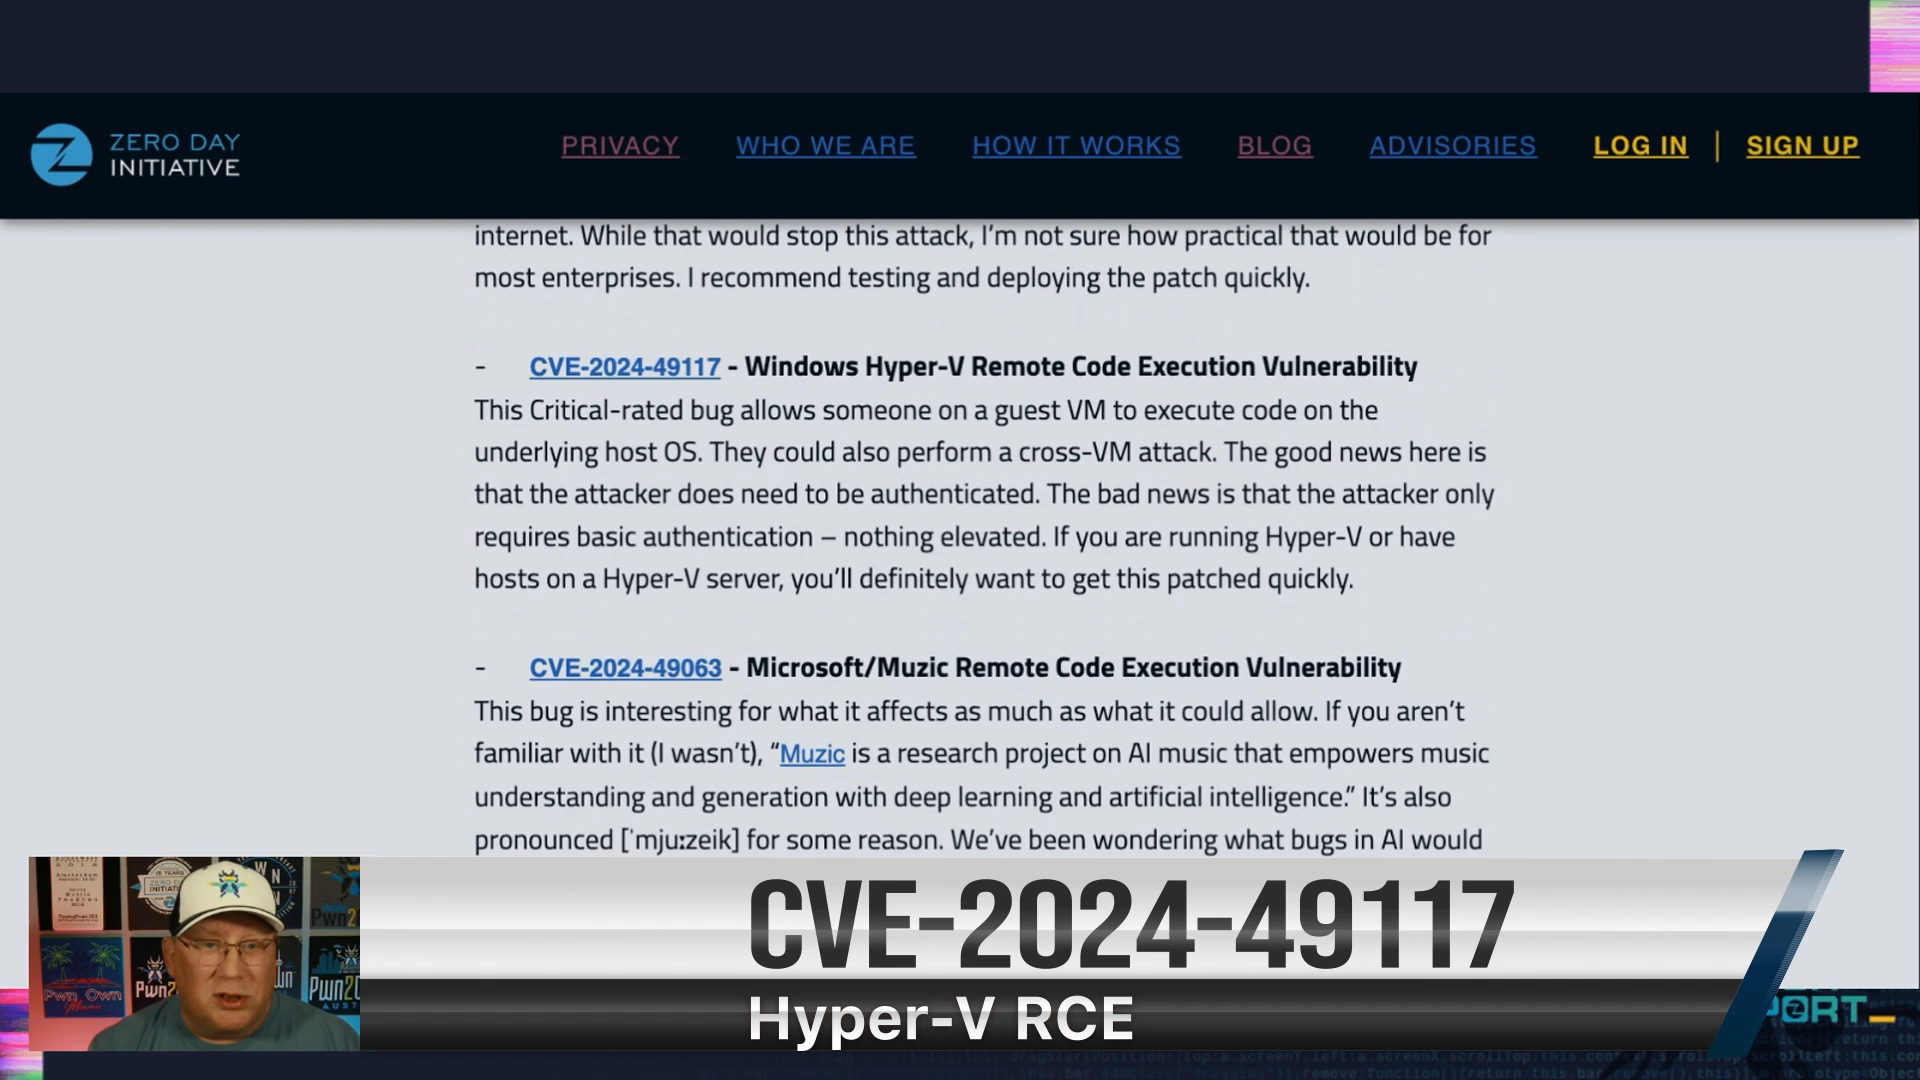 ZERO DAY
INITIATIVE
PRIVACY WHO WE ARE HOW IT WORKS BLOG ADVISORIES LOG IN | SIGN UP
internet. While that would stop this attack, I'm not sure how practical that would be for
most enterprises. I recommend testing and deploying the patch quickly.
- CVE-2024-49117 - Windows Hyper-V Remote Code Execution Vulnerability
This Critical-rated bug allows someone on a guest VM to execute code on the
underlying host OS. They could also perform a cross-VM attack. The good news here is
that the attacker does need to be authenticated. The bad news is that the attacker only
requires basic authentication – nothing elevated. If you are running Hyper-V or have
hosts on a Hyper-V server, you'll definitely want to get this patched quickly.
- CVE-2024-49063 - Microsoft/Muzic Remote Code Execution Vulnerability
This bug is interesting for what it affects as much as what it could allow. If you aren't
familiar with it (I wasn't), "Muzic is a research project on AI music that empowers music
understanding and generation with deep learning and artificial intelligence." It's also
pronounced [ˈmjuːzeik] for some reason. We've been wondering what bugs in AI would
CVE-2024-49117
Hyper-V RCE
Pwn Own
Miami